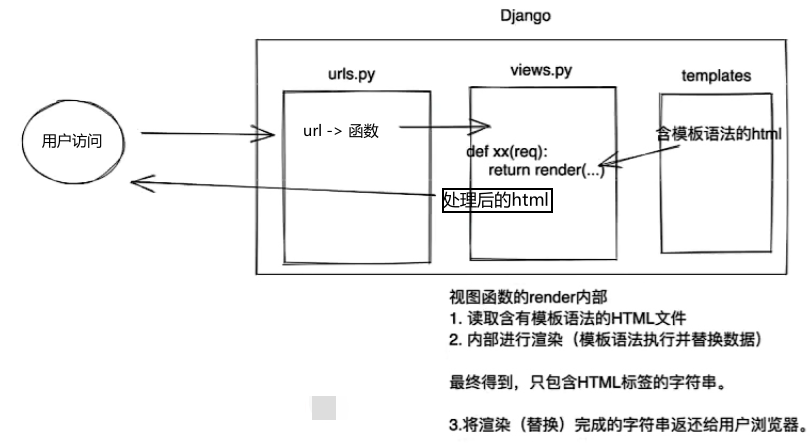 Django
urls.py
views.py
templates
用户访问
url -> 函数
含模板语法的html
def xx(req):
return render(...)
处理后的html
视图函数的render内部
1. 读取含有模板语法的HTML文件
2. 内部进行渲染（模板语法执行并替换数据）
最终得到，只包含HTML标签的字符串。
3.将渲染（替换）完成的字符串返还给用户浏览器。